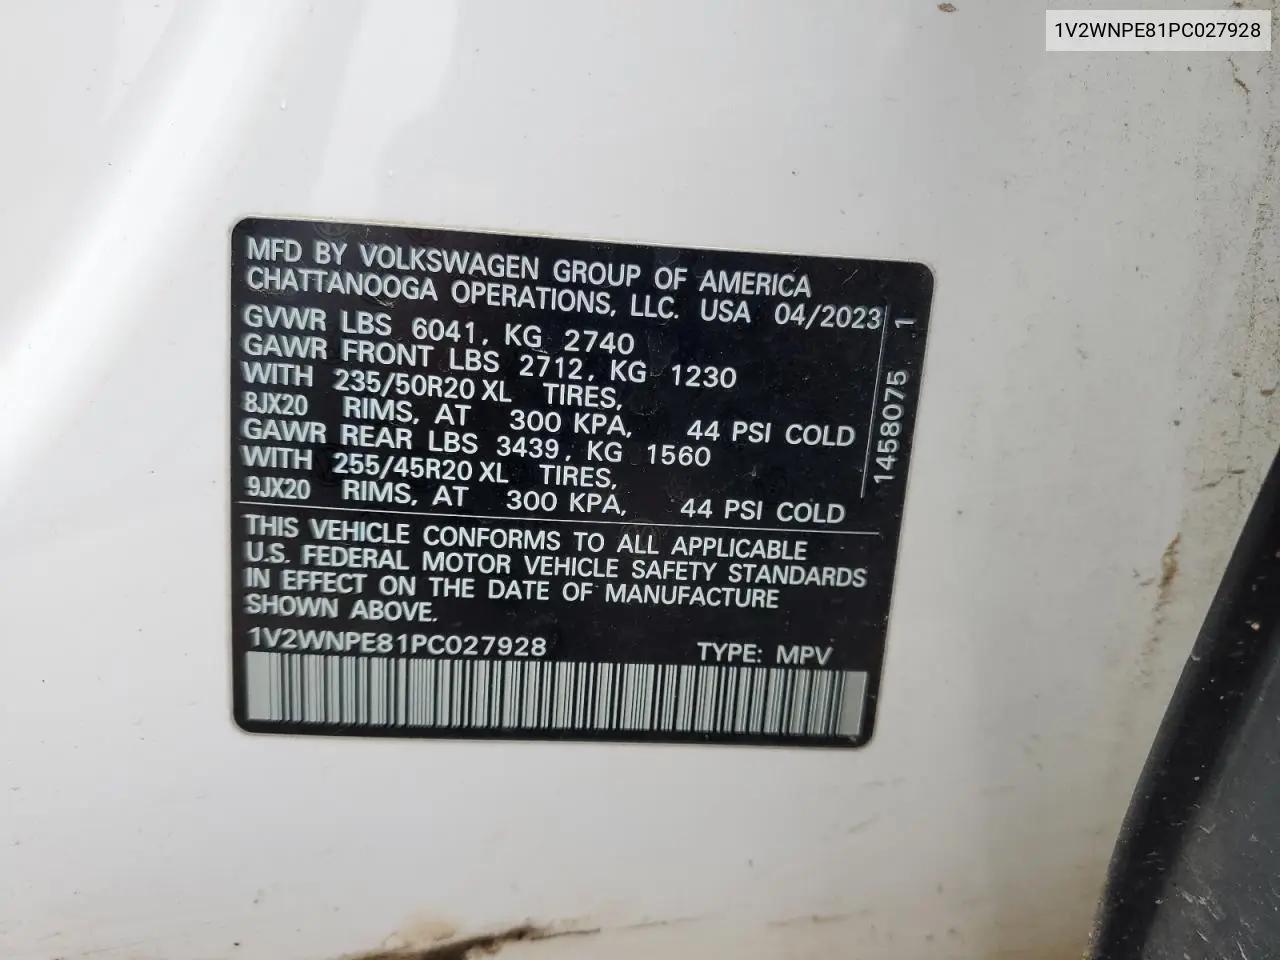 1V2WNPE81PC027928
MFD BY VOLKSWAGEN GROUP OF AMERICA
CHATTANOOGA OPERATIONS, LLC. USA 04/2023
GVWR LBS 6041, KG 2740
GAWR FRONT LBS 2712, KG 1230
WITH 235/50R20 XL TIRES,
8JX20 RIMS, AT 300 KPA, 44 PSI COLD
GAWR REAR LBS 3439, KG 1560
WITH 255/45R20 XL TIRES,
9JX20 RIMS, AT 300 KPA, 44 PSI COLD
1458075 1
THIS VEHICLE CONFORMS TO ALL APPLICABLE
U.S. FEDERAL MOTOR VEHICLE SAFETY STANDARDS
IN EFFECT ON THE DATE OF MANUFACTURE
SHOWN ABOVE.
1V2WNPE81PC027928 TYPE: MPV